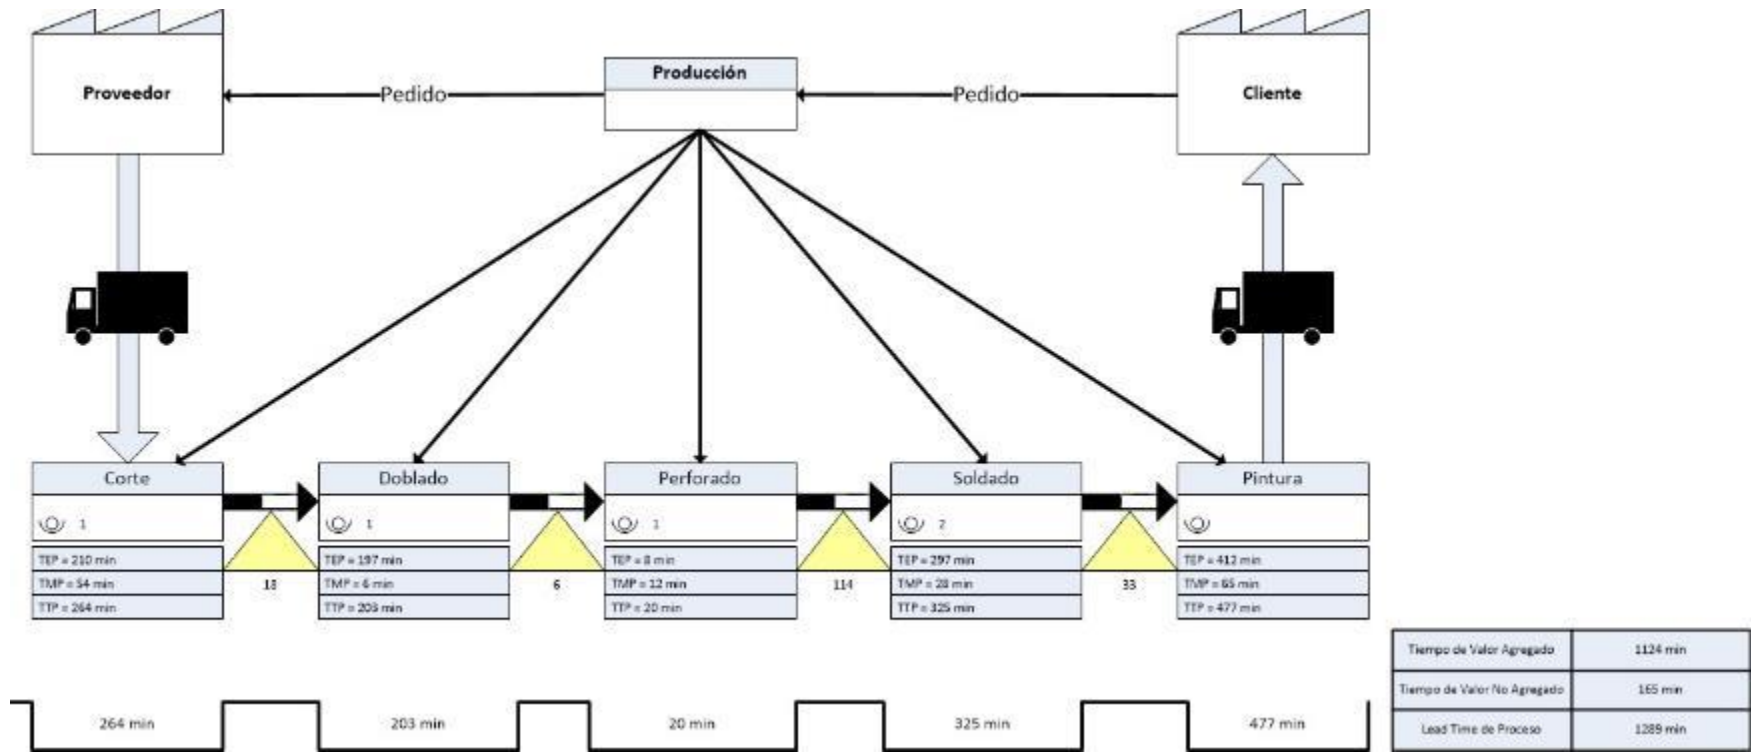 Proveedor
Pedido
Producción
Pedido
Cliente
Corte
1
TEP = 210 min
TMP = 54 min
TTP = 264 min
18
Doblado
1
TEP = 197 min
TMP = 6 min
TTP = 203 min
6
Perforado
1
TEP = 8 min
TMP = 12 min
TTP = 20 min
114
Soldado
2
TEP = 297 min
TMP = 28 min
TTP = 325 min
33
Pintura
TEP = 412 min
TMP = 65 min
TTP = 477 min
264 min
203 min
20 min
325 min
477 min
Tiempo de Valor Agregado 1124 min
Tiempo de Valor No Agregado 165 min
Lead Time de Proceso 1289 min